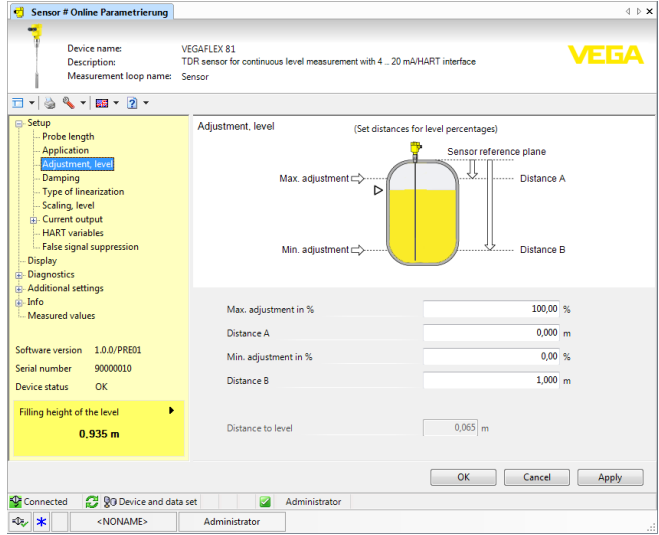 Sensor # Online Parametrierung
Device name: VEGAFLEX 81
Description: TDR sensor for continuous level measurement with 4 .. 20 mA/HART interface
Measurement loop name: Sensor
VEGA
Setup
Probe length
Application
Adjustment, level
Damping
Type of linearization
Scaling, level
Current output
HART variables
False signal suppression
Display
Diagnostics
Additional settings
Info
Measured values
Software version 1.0.0/PRE01
Serial number 90000010
Device status OK
Filling height of the level
0,935 m
Adjustment, level
(Set distances for level percentages)
Sensor reference plane
Max. adjustment
Distance A
Min. adjustment
Distance B
Max. adjustment in % 100,00 %
Distance A 0,000 m
Min. adjustment in % 0,00 %
Distance B 1,000 m
Distance to level 0,065 m
OK Cancel Apply
Connected Device and data set Administrator
<NONAME> Administrator